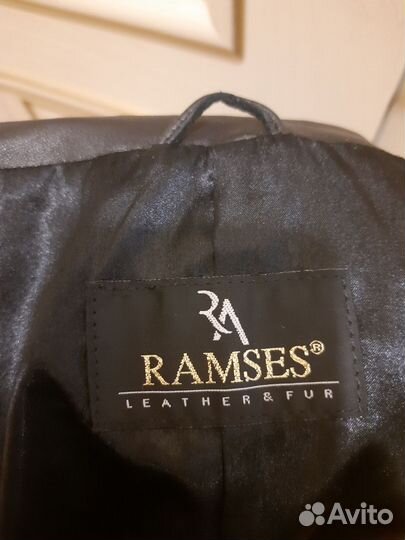 RA
RAMSES®
LEATHER & FUR
Avito